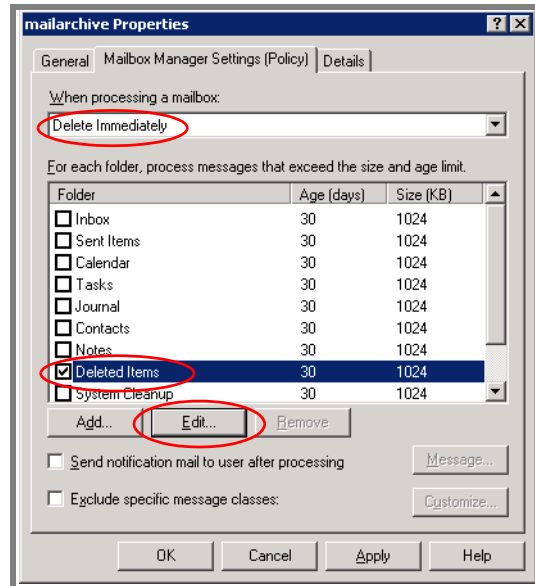 mailarchive Properties
General Mailbox Manager Settings (Policy) Details
When processing a mailbox:
Delete Immediately
For each folder, process messages that exceed the size and age limit.
Folder Age (days) Size (KB)
Inbox 30 1024
Sent Items 30 1024
Calendar 30 1024
Tasks 30 1024
Journal 30 1024
Contacts 30 1024
Notes 30 1024
Deleted Items 30 1024
System Cleanup 30 1024
Add... Edit... Remove
Send notification mail to user after processing Message...
Exclude specific message classes: Customize...
OK Cancel Apply Help